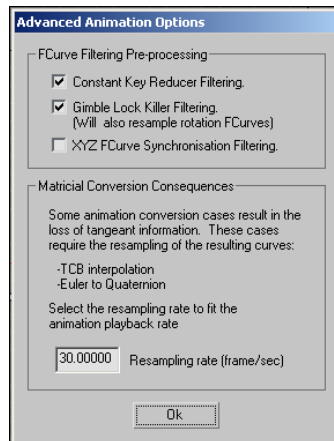 Advanced Animation Options
FCurve Filtering Pre-processing
Constant Key Reducer Filtering.
Gimble Lock Killer Filtering.
(Will also resample rotation FCurves)
XYZ FCurve Synchronisation Filtering.
Matricial Conversion Consequences
Some animation conversion cases result in the
loss of tangeant information. These cases
require the resampling of the resulting curves:
-TCB interpolation
-Euler to Quaternion
Select the resampling rate to fit the
animation playback rate
30.00000 Resampling rate (frame/sec)
Ok